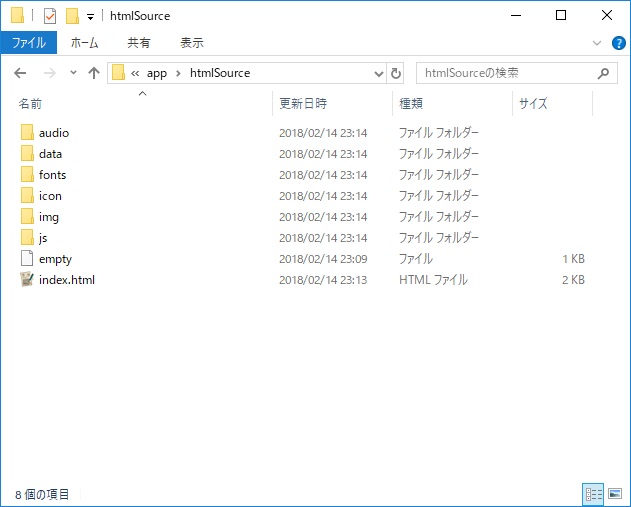 htmlSource
ファイル ホーム 共有 表示
app htmlSource htmlSourceの検索
名前 更新日時 種類 サイズ
audio 2018/02/14 23:14 ファイル フォルダー
data 2018/02/14 23:14 ファイル フォルダー
fonts 2018/02/14 23:14 ファイル フォルダー
icon 2018/02/14 23:14 ファイル フォルダー
img 2018/02/14 23:14 ファイル フォルダー
js 2018/02/14 23:14 ファイル フォルダー
empty 2018/02/14 23:09 ファイル 1 KB
index.html 2018/02/14 23:13 HTML ファイル 2 KB
8 個の項目